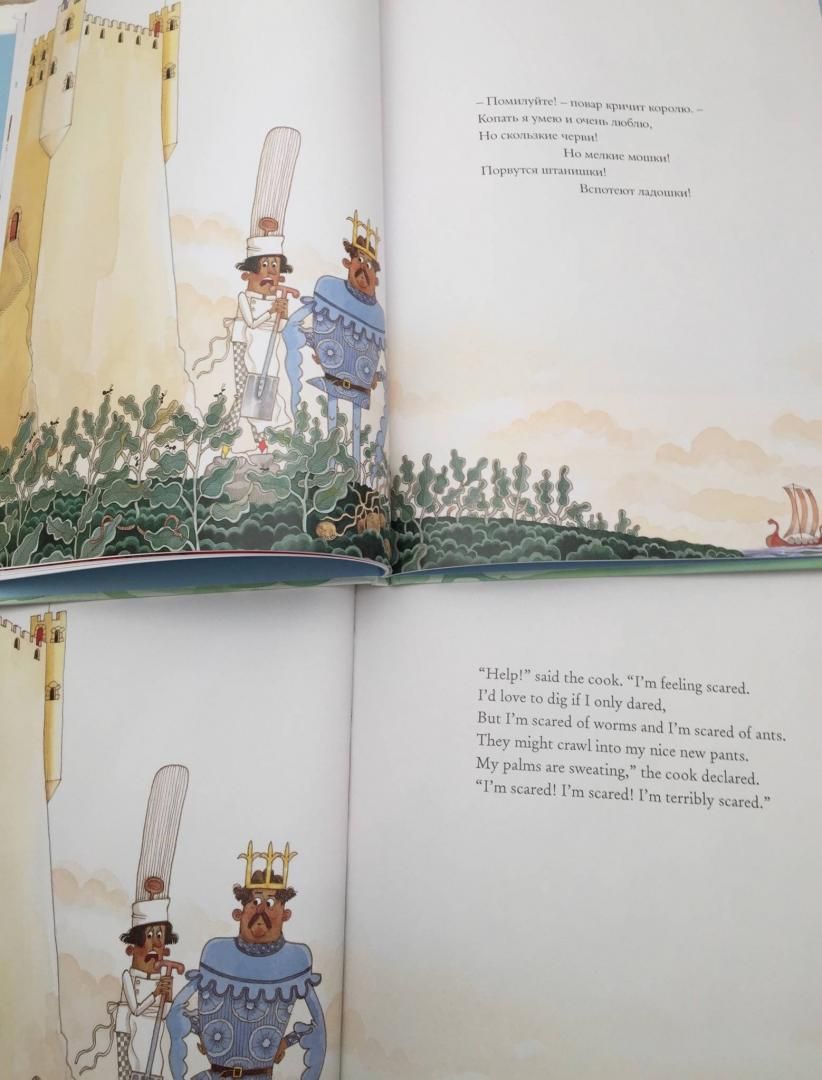 – Помилуйте! – повар кричит королю. –
Копать я умею и очень люблю,
Но скользкие черви!
Но мелкие мошки!
Порвутся штанишки!
Вспотеют ладошки!
“Help!” said the cook. “I’m feeling scared.
I’d love to dig if I only dared,
But I’m scared of worms and I’m scared of ants.
They might crawl into my nice new pants.
My palms are sweating,” the cook declared.
“I’m scared! I’m scared! I’m terribly scared.”